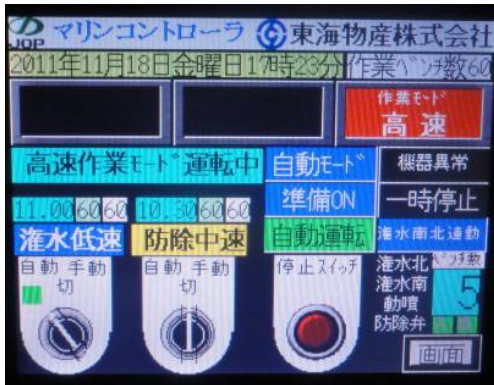 JOP マリンコントローラ 東海物産株式会社
2011年11月18日金曜日17時23分 作業ベンチ数60
作業モード
高速
高速作業モード運転中 自動モード 機器異常
準備ON 一時停止
11.00 60 60 10.30 60 60
灌水低速 防除中速 自動運転 灌水南北連動
自動 手動 自動 手動 停止スイッチ 灌水北 ベンチ数
切 切 灌水南 5
動噴
防除弁
画面